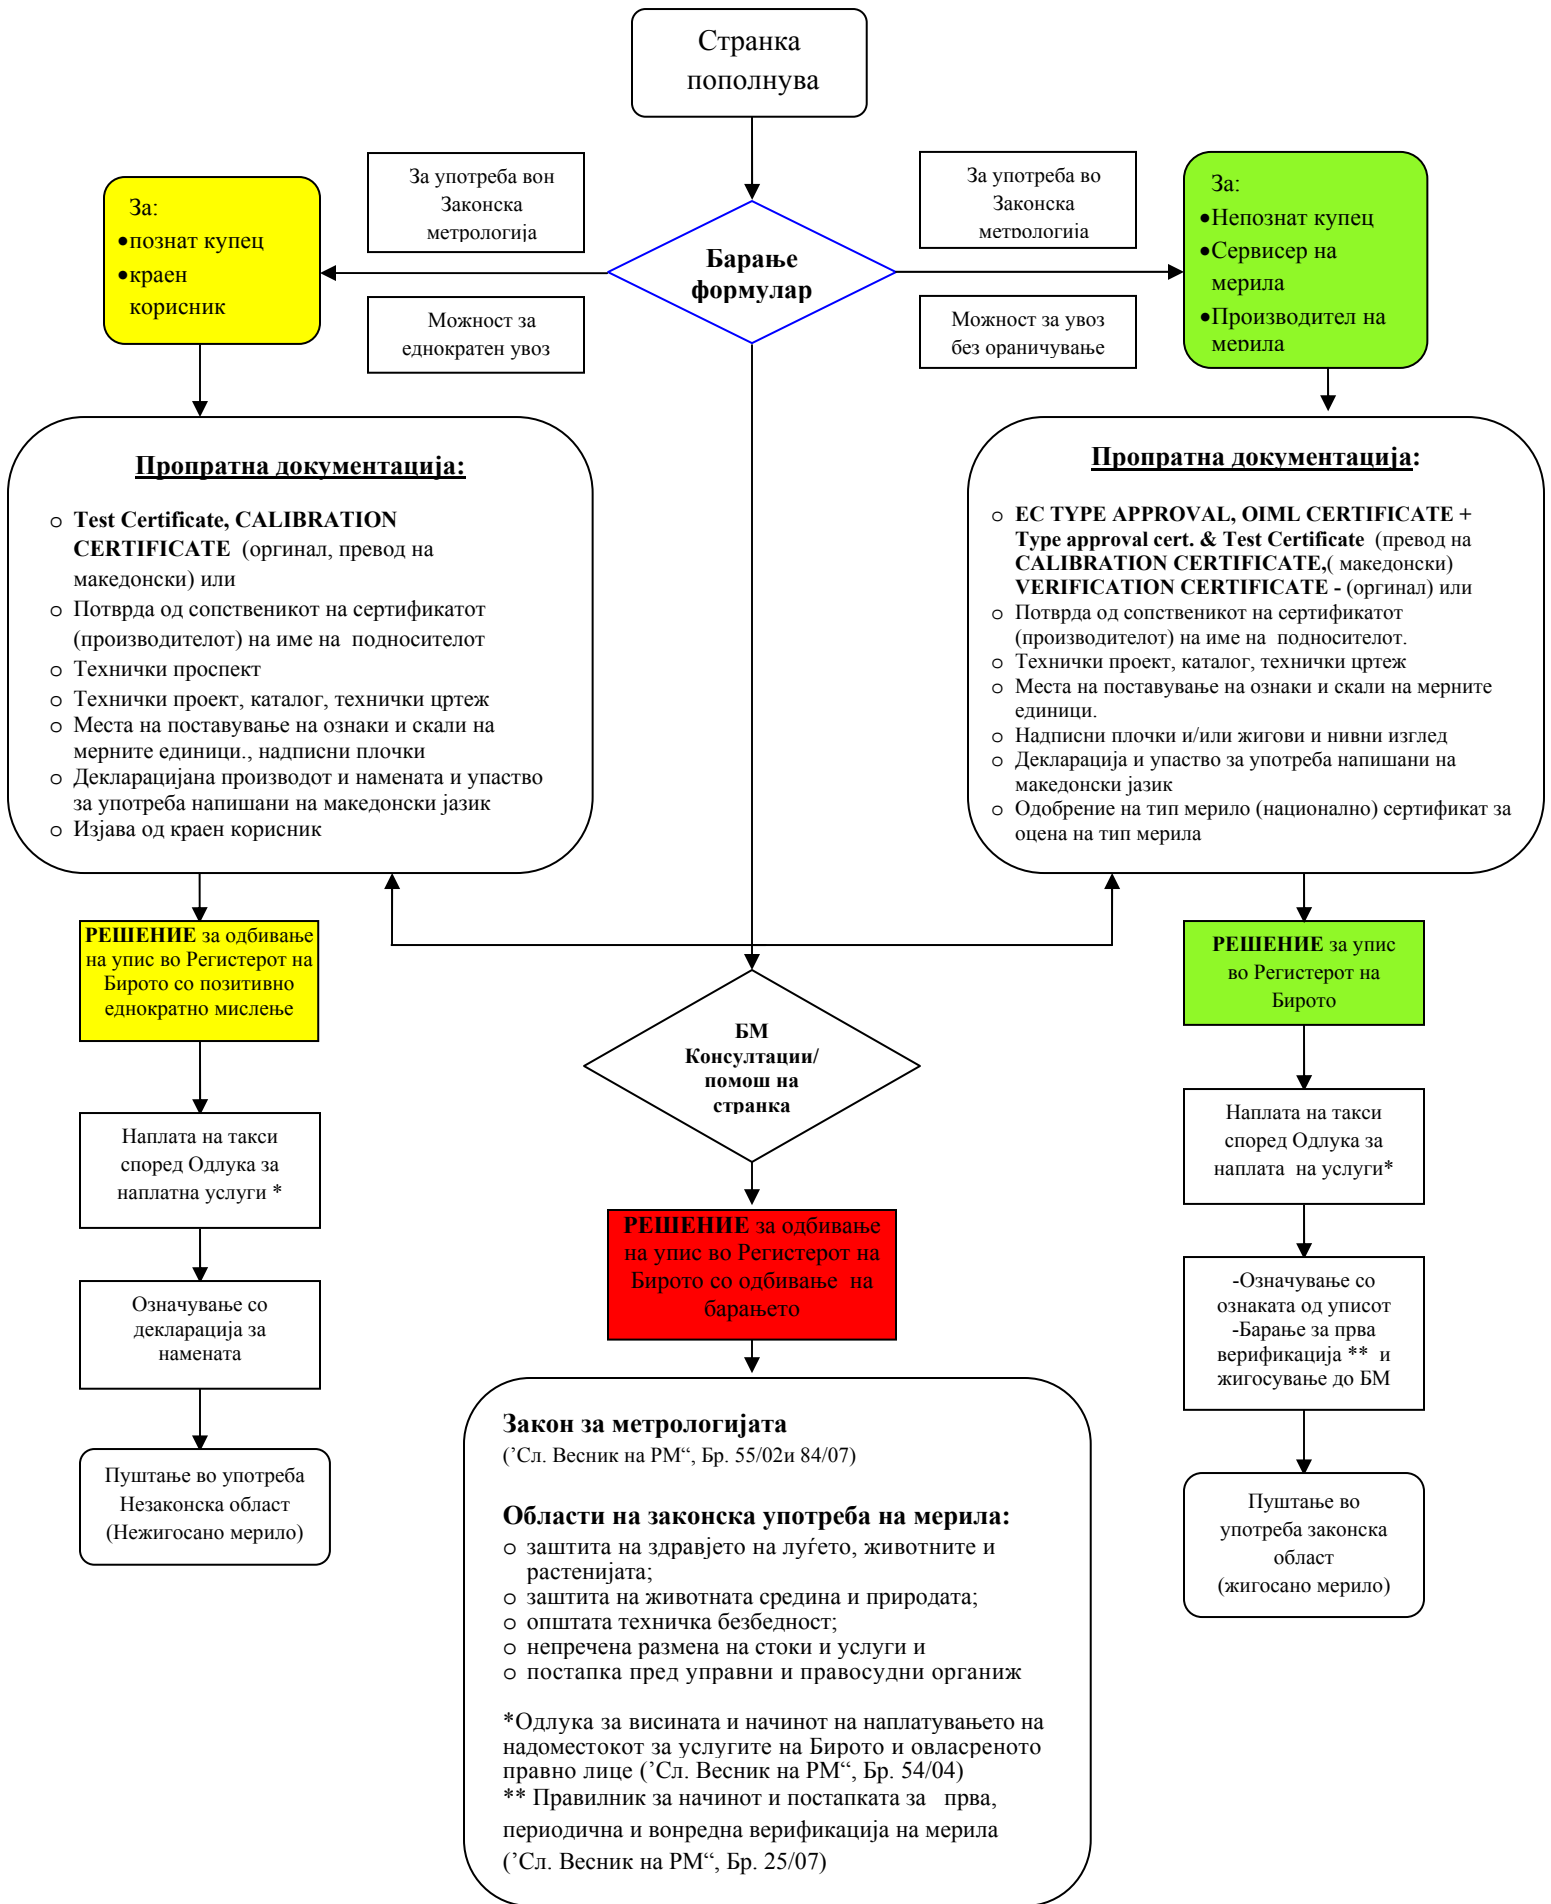 Странка
пополнува
За употреба вон
Законска
метрологија
За употреба во
Законска
метрологија
За:
•познат купец
•краен
корисник
Барање
формулар
За:
•Непознат купец
•Сервисер на
мерила
•Производител на
мерила
Можност за
еднократен увоз
Можност за увоз
без ораничување
Пропратна документација:
o Test Certificate, CALIBRATION
CERTIFICATE (оргинал, превод на
македонски) или
o Потврда од сопственикот на сертификатот
(производителот) на име на подносителот
o Технички проспект
o Технички проект, каталог, технички цртеж
o Места на поставување на ознаки и скали на
мерните единици., надписни плочки
o Декларацијана производот и намената и упаство
за употреба напишани на македонски јазик
o Изјава од краен корисник
Пропратна документација:
o EC TYPE APPROVAL, OIML CERTIFICATE +
Type approval cert. & Test Certificate (превод на
CALIBRATION CERTIFICATE,( македонски)
VERIFICATION CERTIFICATE - (оргинал) или
o Потврда од сопственикот на сертификатот
(производителот) на име на подносителот.
o Технички проект, каталог, технички цртеж
o Места на поставување на ознаки и скали на мерните
единици.
o Надписни плочки и/или жигови и нивни изглед
o Декларација и упаство за употреба напишани на
македонски јазик
o Одобрение на тип мерило (национално) сертификат за
оцена на тип мерила
РЕШЕНИЕ за одбивање
на упис во Регистерот на
Бирото со позитивно
еднократно мислење
РЕШЕНИЕ за упис
во Регистерот на
Бирото
БМ
Консултации/
помош на
странка
Наплата на такси
според Одлука за
наплатна услуги *
Наплата на такси
според Одлука за
наплата на услуги*
РЕШЕНИЕ за одбивање
на упис во Регистерот на
Бирото со одбивање на
барањето
Означување со
декларација за
намената
-Означување со
ознаката од уписот
-Барање за прва
верификација ** и
жигосување до БМ
Пуштање во употреба
Незаконска област
(Нежигосано мерило)
Пуштање во
употреба законска
област
(жигосано мерило)
Закон за метрологијата
(’Сл. Весник на РМ“, Бр. 55/02и 84/07)
Области на законска употреба на мерила:
o заштита на здравјето на луѓето, животните и
растенијата;
o заштита на животната средина и природата;
o општата техничка безбедност;
o непречена размена на стоки и услуги и
o постапка пред управни и правосудни органиж
*Одлука за висината и начинот на наплатувањето на
надоместокот за услугите на Бирото и овласреното
правно лице (’Сл. Весник на РМ“, Бр. 54/04)
** Правилник за начинот и постапката за прва,
периодична и вонредна верификација на мерила
(’Сл. Весник на РМ“, Бр. 25/07)